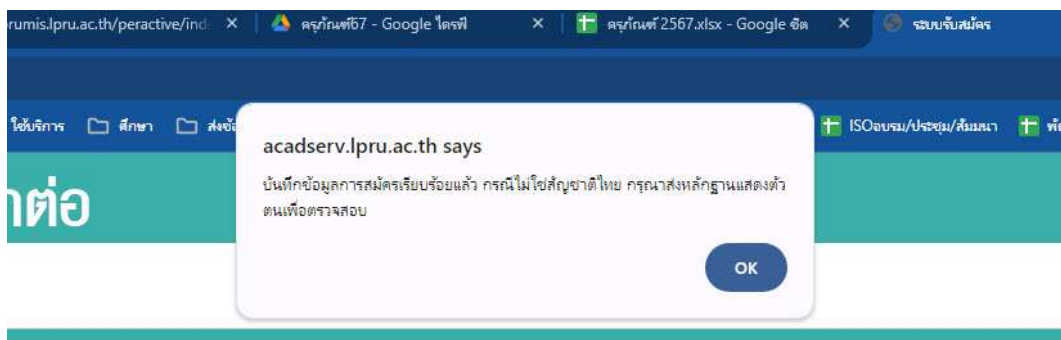 rumis.lpru.ac.th/peractive/ind
ครุภัณฑ์67 - Google ไดรฟ์
ครุภัณฑ์ 2567.xlsx - Google ชีต
ระบบรับสมัคร
ใช้บริการ
ศึกษา
ส่งข้อ
ISOอบรม/ประชุม/สัมมนา
acadserv.lpru.ac.th says
บันทึกข้อมูลการสมัครเรียบร้อยแล้ว กรณีไม่ใช่สัญชาติไทย กรุณาส่งหลักฐานแสดงตัว
ตนเพื่อตรวจสอบ
OK
าต่อ